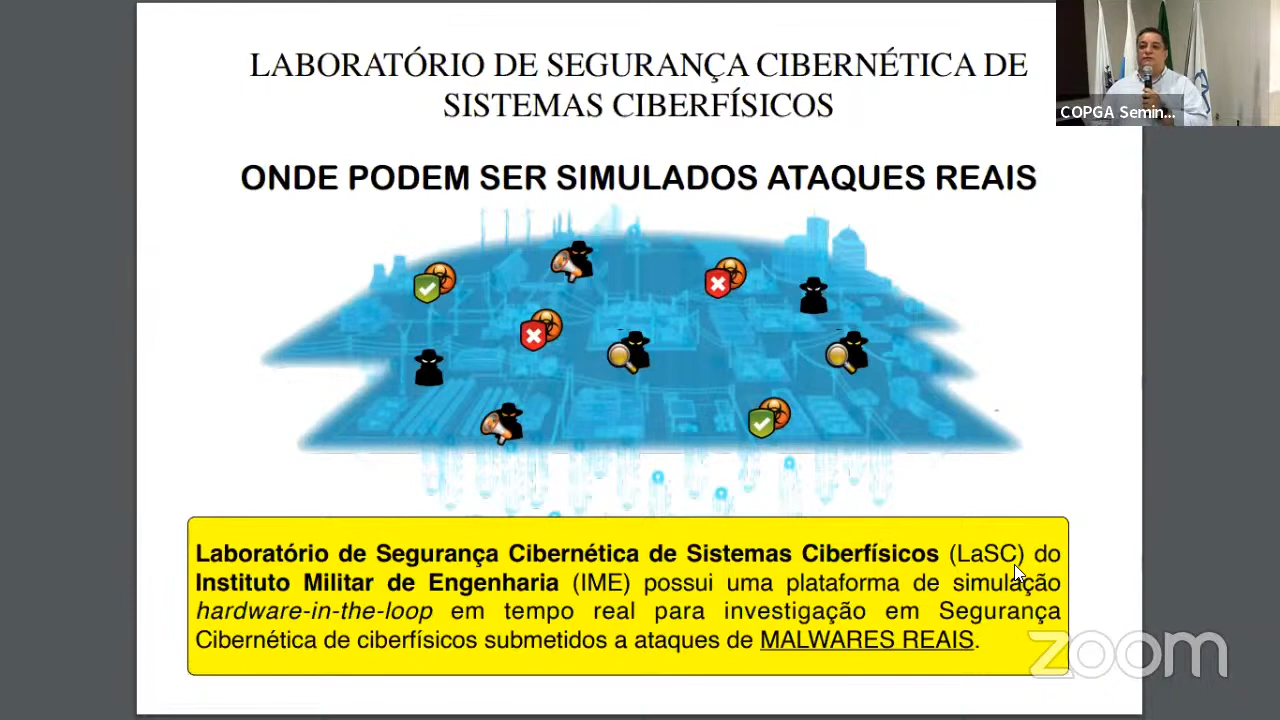 LABORATÓRIO DE SEGURANÇA CIBERNÉTICA DE
SISTEMAS CIBERFÍSICOS
COPGA Semin...
ONDE PODEM SER SIMULADOS ATAQUES REAIS
Laboratório de Segurança Cibernética de Sistemas Ciberfísicos (LaSC) do
Instituto Militar de Engenharia (IME) possui uma plataforma de simulação
hardware-in-the-loop em tempo real para investigação em Segurança
Cibernética de ciberfísicos submetidos a ataques de MALWARES REAIS.
zoom